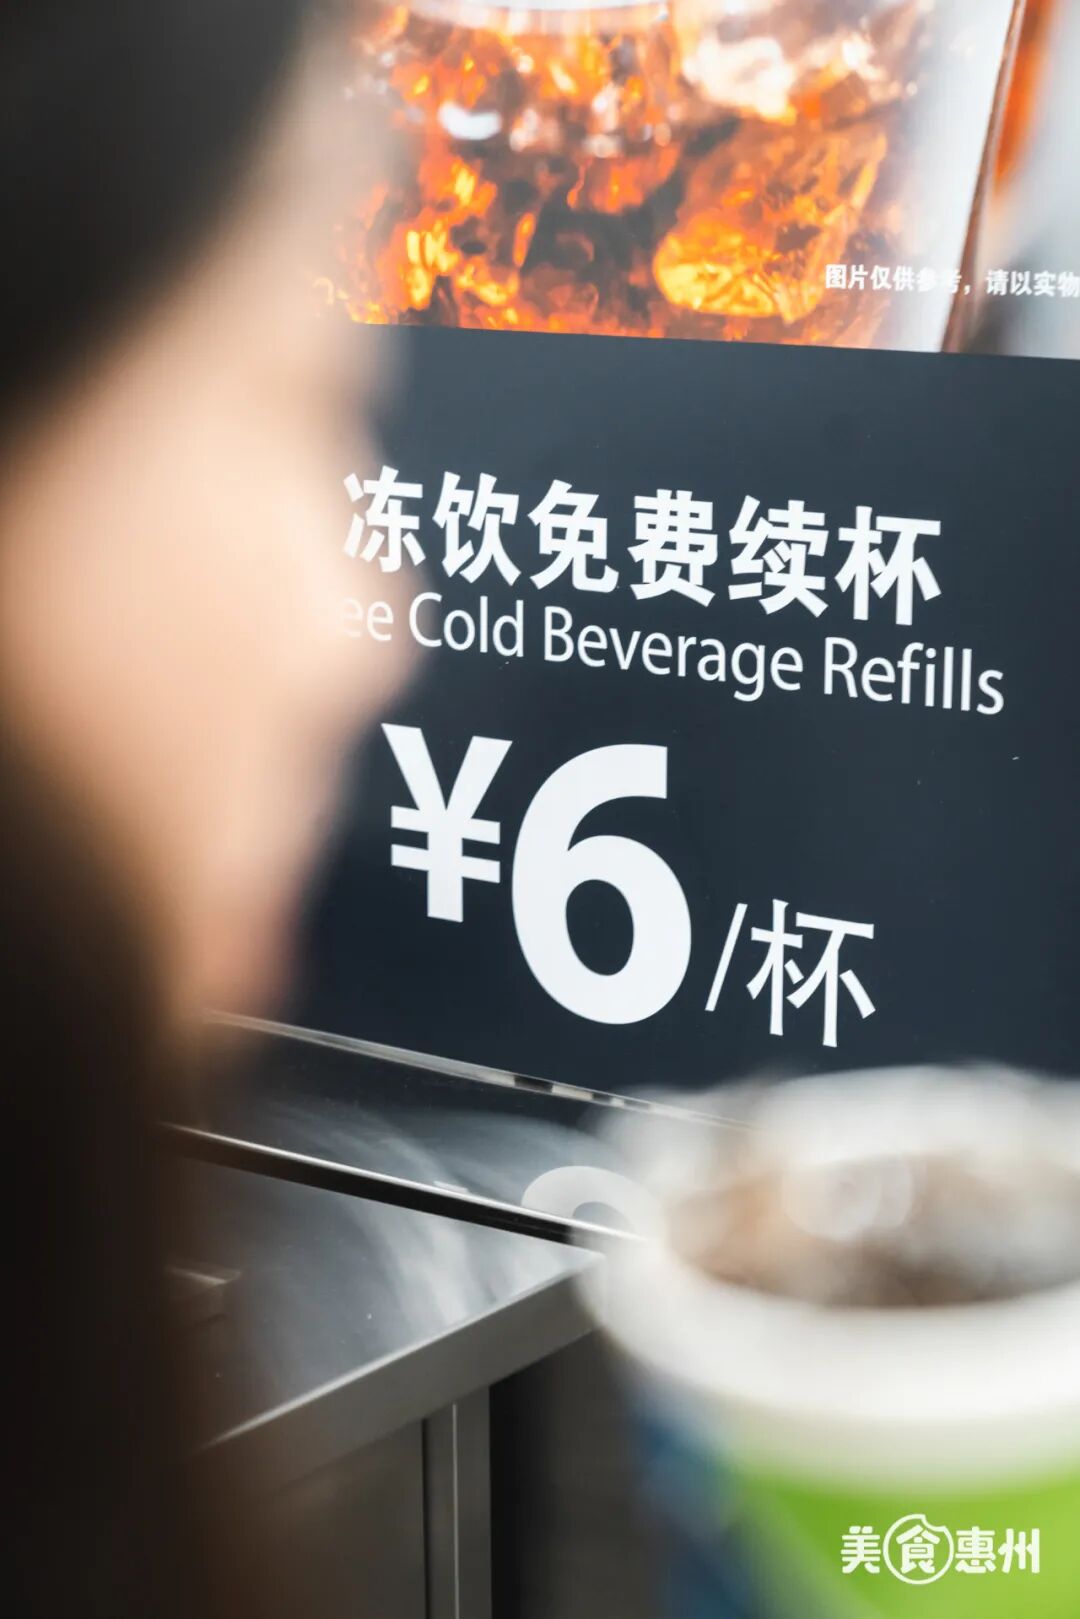 图片仅供参考，请以实物
冻饮免费续杯
ee Cold Beverage Refills
¥6/杯
美食惠州